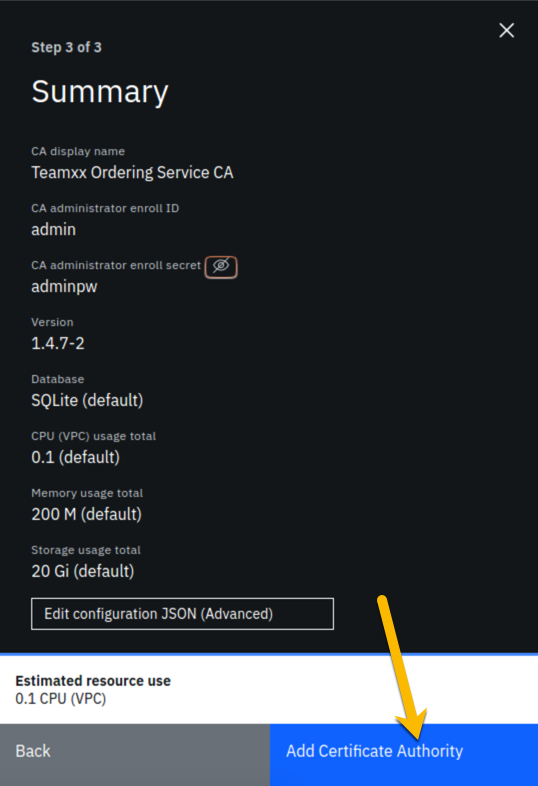 Step 3 of 3
Summary
CA display name
Teamxx Ordering Service CA
CA administrator enroll ID
admin
CA administrator enroll secret
adminpw
Version
1.4.7-2
Database
SQLite (default)
CPU (VPC) usage total
0.1 (default)
Memory usage total
200 M (default)
Storage usage total
20 Gi (default)
Edit configuration JSON (Advanced)
Estimated resource use
0.1 CPU (VPC)
Back
Add Certificate Authority